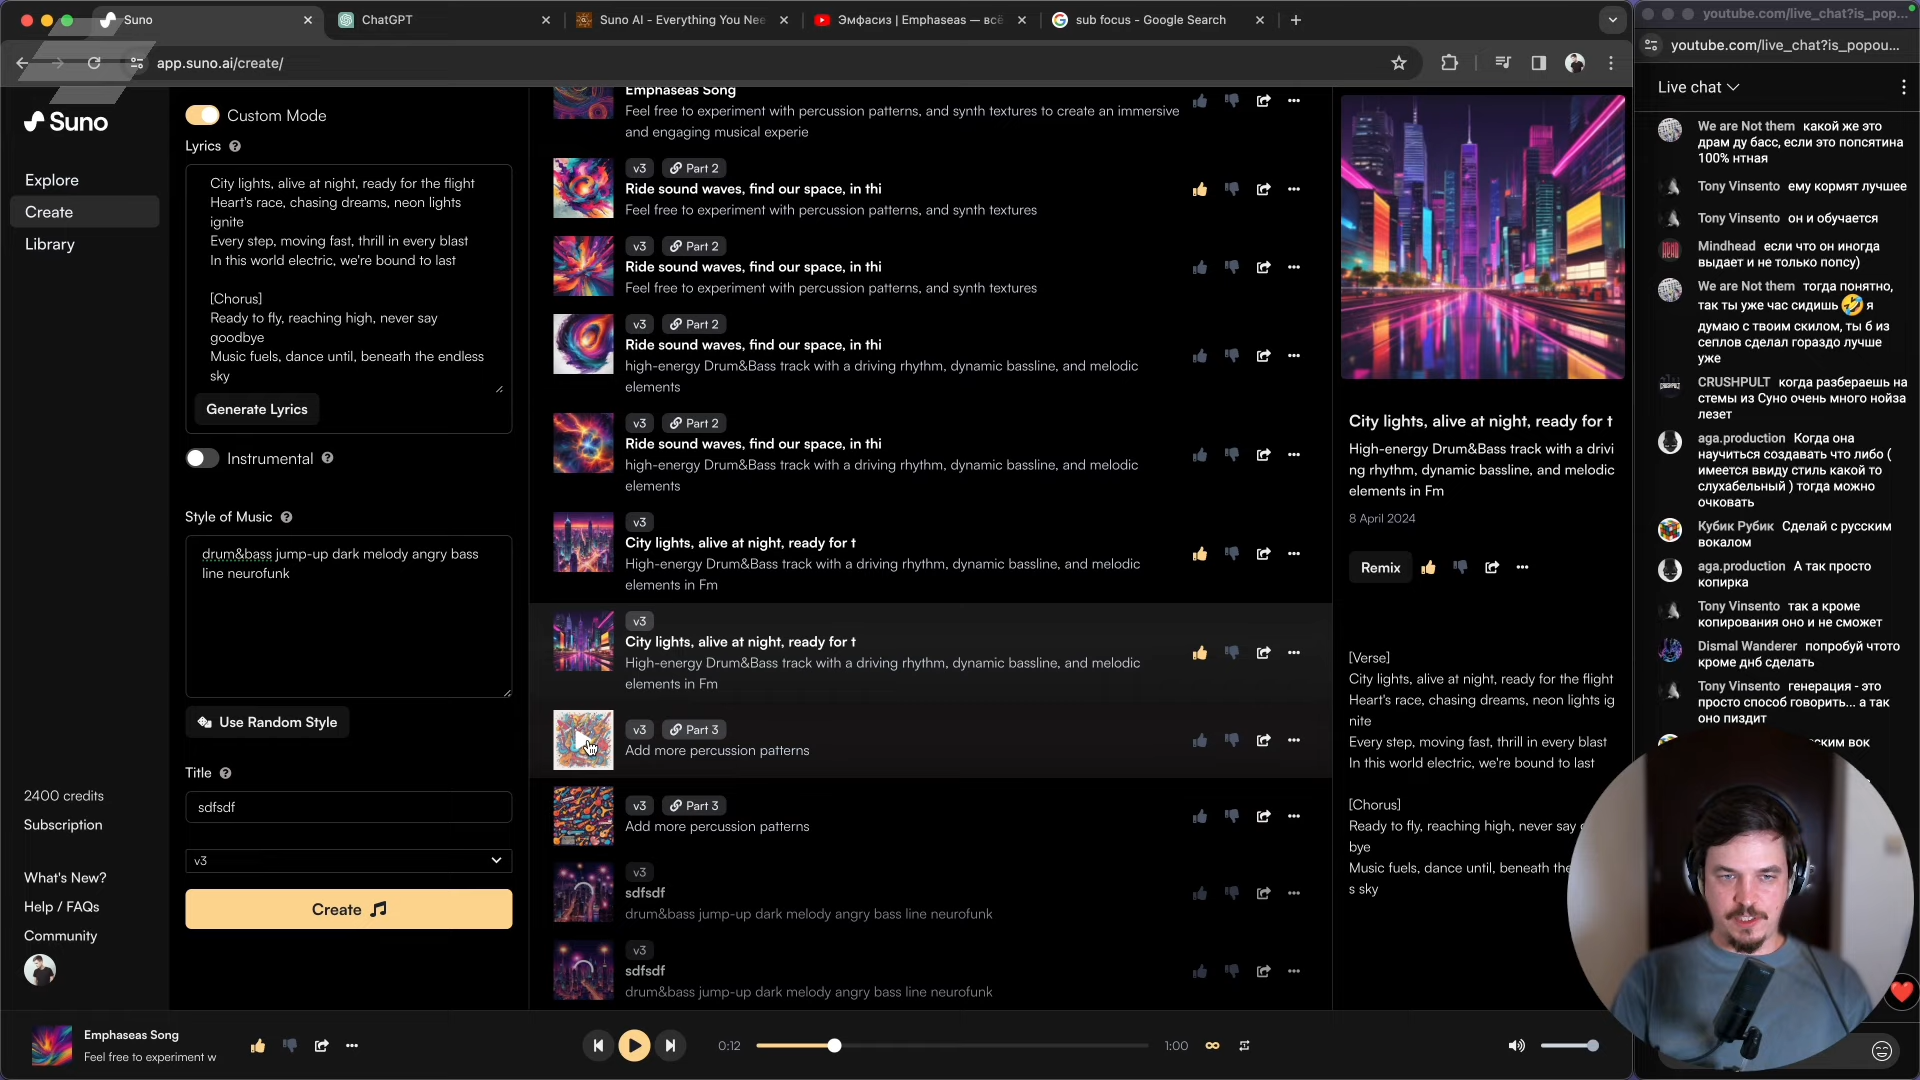 Suno
ChatGPT
Suno AI - Everything You Nee
Эмфасиз | Emphaseas — всё
sub focus - Google Search
youtube.com/live_chat?is_pop...
app.suno.ai/create/
youtube.com/live_chat?is_popou...
Suno
Explore
Create
Library
2400 credits
Subscription
What's New?
Help / FAQs
Community
Custom Mode
Lyrics
City lights, alive at night, ready for the flight
Heart's race, chasing dreams, neon lights
ignite
Every step, moving fast, thrill in every blast
In this world electric, we're bound to last
[Chorus]
Ready to fly, reaching high, never say
goodbye
Music fuels, dance until, beneath the endless
sky
Generate Lyrics
Instrumental
Style of Music
drum&bass jump-up dark melody angry bass
line neurofunk
Use Random Style
Title
sdfsdf
v3
Create
Emphaseas Song
Feel free to experiment with percussion patterns, and synth textures to create an immersive
and engaging musical experie
v3 Part 2
Ride sound waves, find our space, in thi
Feel free to experiment with percussion patterns, and synth textures
v3 Part 2
Ride sound waves, find our space, in thi
Feel free to experiment with percussion patterns, and synth textures
v3 Part 2
Ride sound waves, find our space, in thi
high-energy Drum&Bass track with a driving rhythm, dynamic bassline, and melodic
elements
v3 Part 2
Ride sound waves, find our space, in thi
high-energy Drum&Bass track with a driving rhythm, dynamic bassline, and melodic
elements
v3
City lights, alive at night, ready for t
High-energy Drum&Bass track with a driving rhythm, dynamic bassline, and melodic
elements in Fm
v3
City lights, alive at night, ready for t
High-energy Drum&Bass track with a driving rhythm, dynamic bassline, and melodic
elements in Fm
v3 Part 3
Add more percussion patterns
v3 Part 3
Add more percussion patterns
v3
sdfsdf
drum&bass jump-up dark melody angry bass line neurofunk
v3
sdfsdf
drum&bass jump-up dark melody angry bass line neurofunk
City lights, alive at night, ready for t
High-energy Drum&Bass track with a drivi
ng rhythm, dynamic bassline, and melodic
elements in Fm
8 April 2024
Remix
[Verse]
City lights, alive at night, ready for the flight
Heart's race, chasing dreams, neon lights ig
nite
Every step, moving fast, thrill in every blast
In this world electric, we're bound to last
[Chorus]
Ready to fly, reaching high, never say
bye
Music fuels, dance until, beneath the
s sky
Live chat
We are Not them какой же это
драм ду басс, если это попсятина
100% нтная
Tony Vinsento ему кормят лучшее
Tony Vinsento он и обучается
Mindhead если что он иногда
выдает и не только попсу)
We are Not them тогда понятно,
так ты уже час сидишь 🤣 я
думаю с твоим скилом, ты б из
сеплов сделал гораздо лучше
уже
CRUSHPULT когда разбераешь на
стемы из Суно очень много нойза
лезет
aga.production Когда она
научиться создавать что либо (
имеется ввиду стиль какой то
слухабельный ) тогда можно
очковать
Кубик Рубик Сделай с русским
вокалом
aga.production А так просто
копирка
Tony Vinsento так а кроме
копирования оно и не сможет
Dismal Wanderer попробуй чтото
кроме днб сделать
Tony Vinsento генерация - это
просто способ говорить... а так
оно пиздит
ским вок
Emphaseas Song
Feel free to experiment w
0:12
1:00